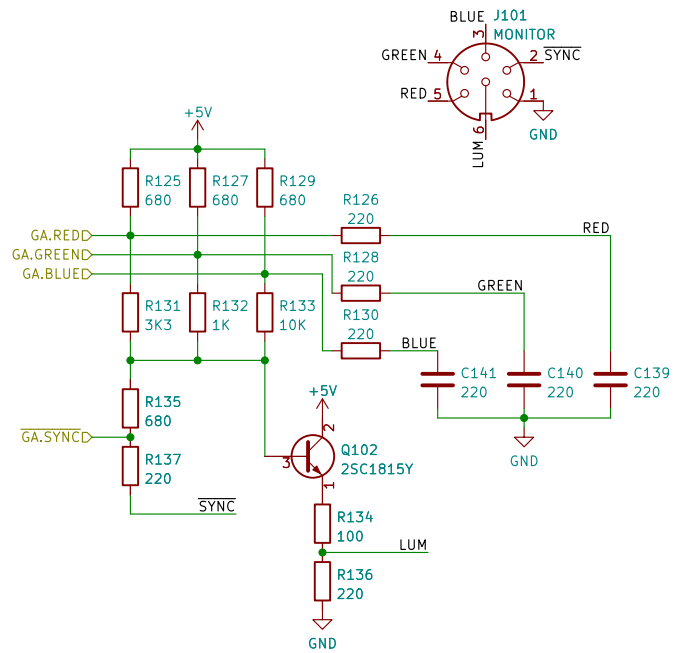 BLUE J101
MONITOR
3
GREEN 4 2 SYNC
RED 5 1
GND
6
LUM
+5V
R125 R127 R129
680 680 680
R126
220
RED
GA.RED
GA.GREEN
R128
GA.BLUE
220
GREEN
R131 R132 R133
3K3 1K 10K
R130
220
BLUE
C141 C140 C139
220 220 220
+5V
R135
680
2
GA.SYNC
GND
Q102
3
2SC1815Y
R137
220
1
SYNC
R134
100
LUM
R136
220
GND